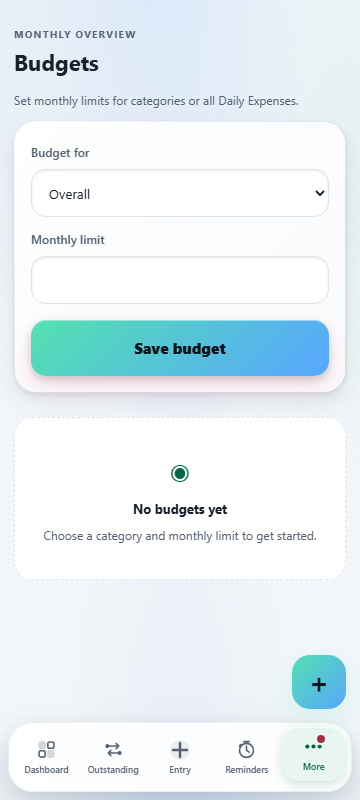 MONTHLY OVERVIEW
Budgets
Set monthly limits for categories or all Daily Expenses.
Budget for
Overall
Monthly limit
Save budget
No budgets yet
Choose a category and monthly limit to get started.
+
Dashboard
Outstanding
Entry
Reminders
More